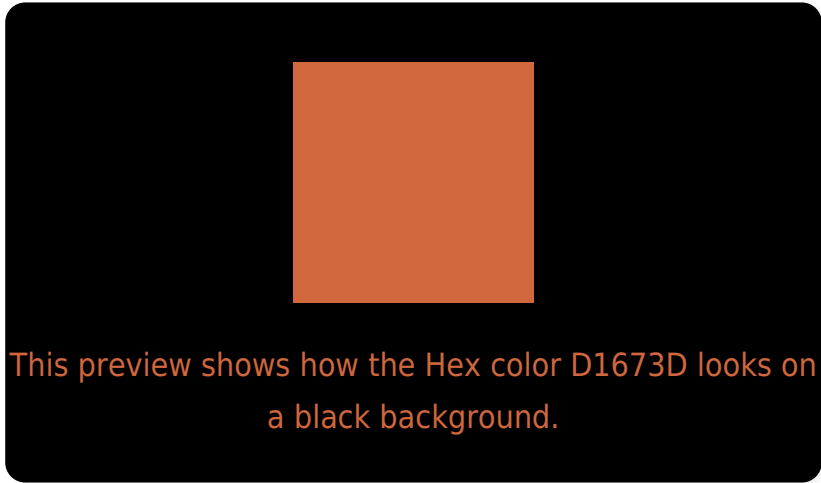 This preview shows how the Hex color D1673D looks on
a black background.